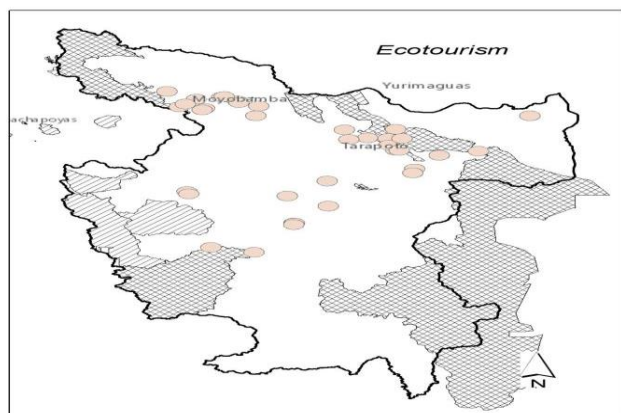 Ecotourism
Yurimaguas
Moyobamba
achapoyas
Tarapoto
N